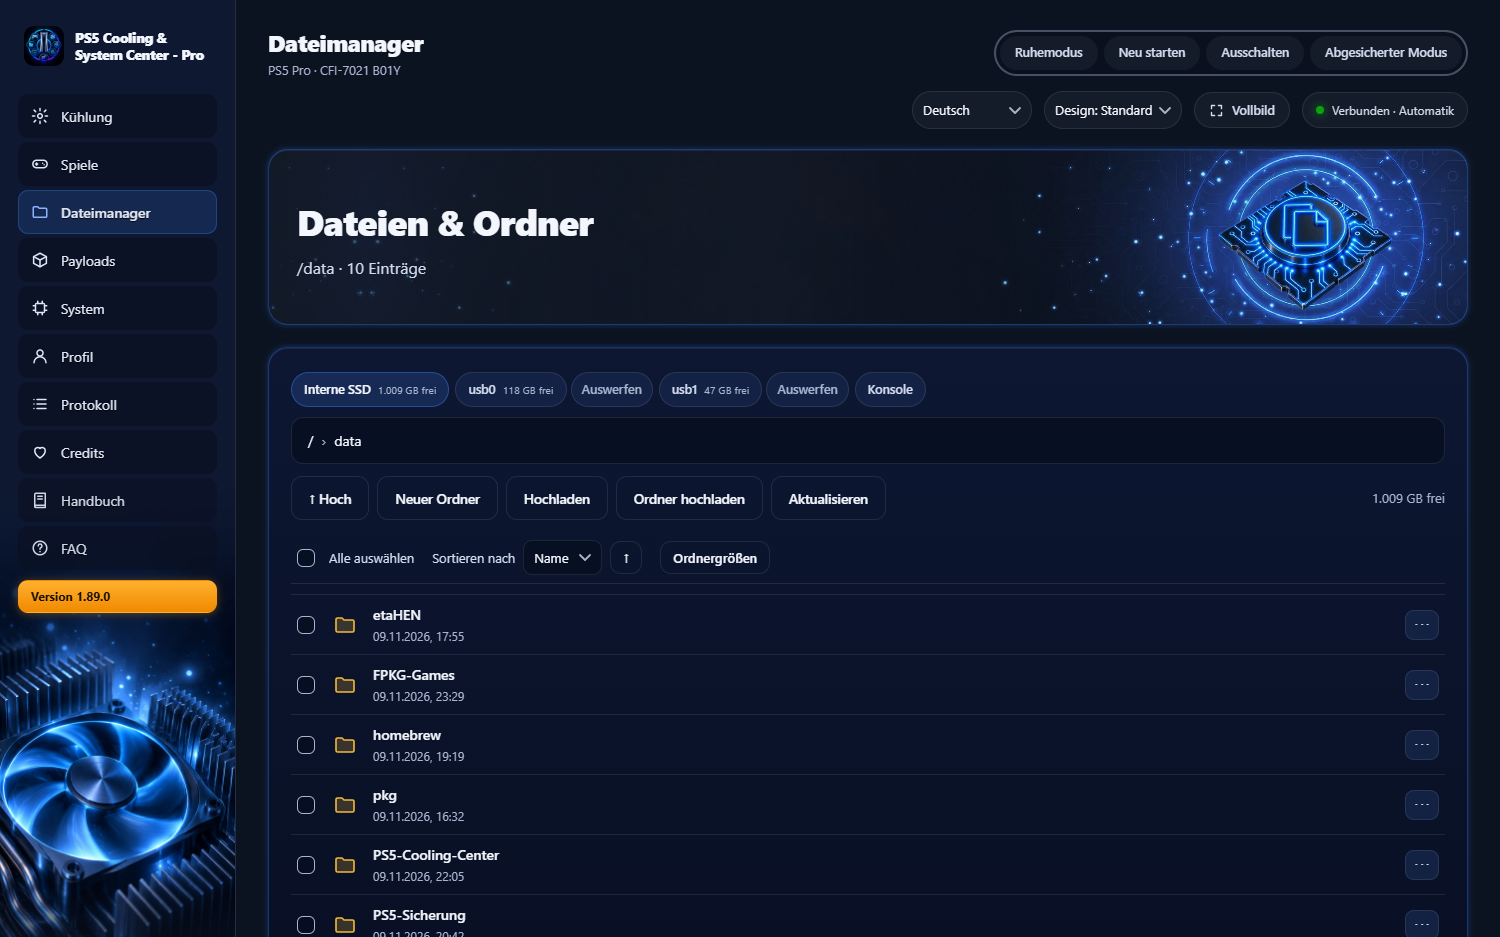 PS5 Cooling &
System Center - Pro
Kühlung
Spiele
Dateimanager
Payloads
System
Profil
Protokoll
Credits
Handbuch
FAQ
Version 1.89.0
Dateimanager
PS5 Pro · CFI-7021 B01Y
Ruhemodus
Neu starten
Ausschalten
Abgesicherter Modus
Deutsch
Design: Standard
Vollbild
Verbunden · Automatik
Dateien & Ordner
/data · 10 Einträge
Interne SSD 1.009 GB frei
usb0 118 GB frei
Auswerfen
usb1 47 GB frei
Auswerfen
Konsole
/ › data
↑ Hoch
Neuer Ordner
Hochladen
Ordner hochladen
Aktualisieren
1.009 GB frei
Alle auswählen
Sortieren nach
Name
↑
Ordnergrößen
etaHEN
09.11.2026, 17:55
FPKG-Games
09.11.2026, 23:29
homebrew
09.11.2026, 19:19
pkg
09.11.2026, 16:32
PS5-Cooling-Center
09.11.2026, 22:05
PS5-Sicherung
09.11.2026, 20:42